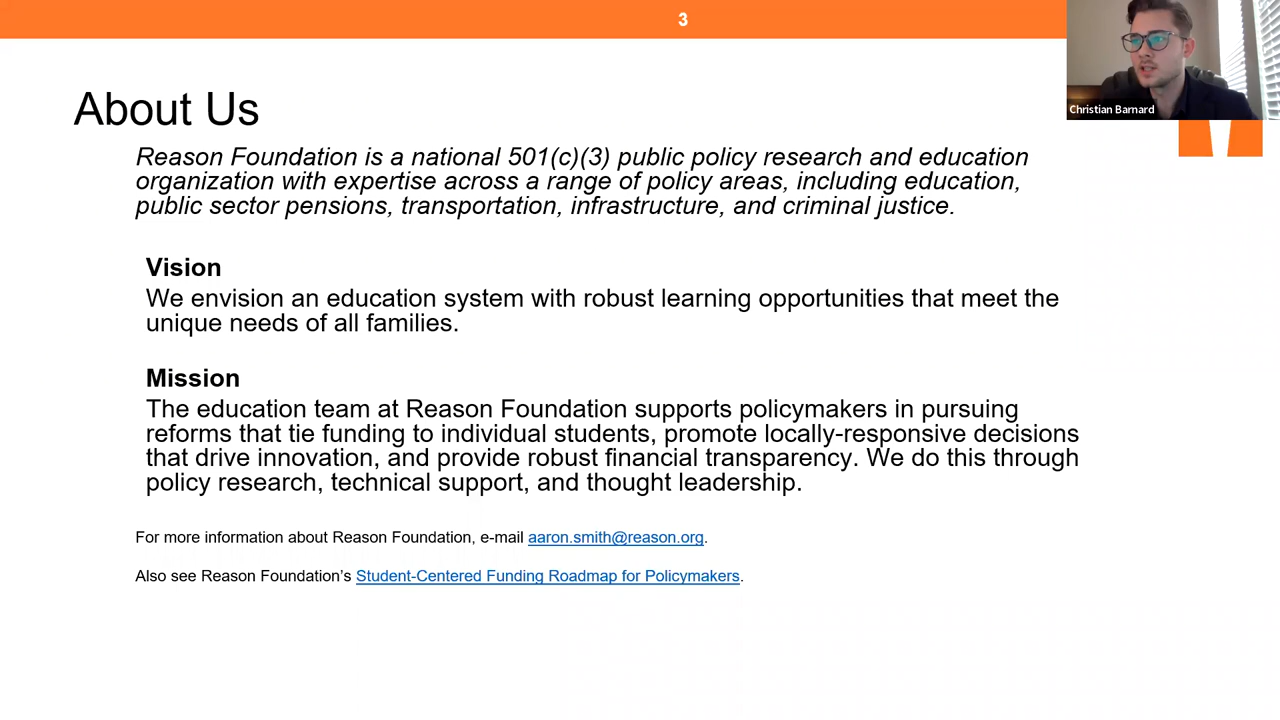 3
Christian Barnard
About Us
Reason Foundation is a national 501(c)(3) public policy research and education
organization with expertise across a range of policy areas, including education,
public sector pensions, transportation, infrastructure, and criminal justice.
Vision
We envision an education system with robust learning opportunities that meet the
unique needs of all families.
Mission
The education team at Reason Foundation supports policymakers in pursuing
reforms that tie funding to individual students, promote locally-responsive decisions
that drive innovation, and provide robust financial transparency. We do this through
policy research, technical support, and thought leadership.
For more information about Reason Foundation, e-mail aaron.smith@reason.org.
Also see Reason Foundation’s Student-Centered Funding Roadmap for Policymakers.